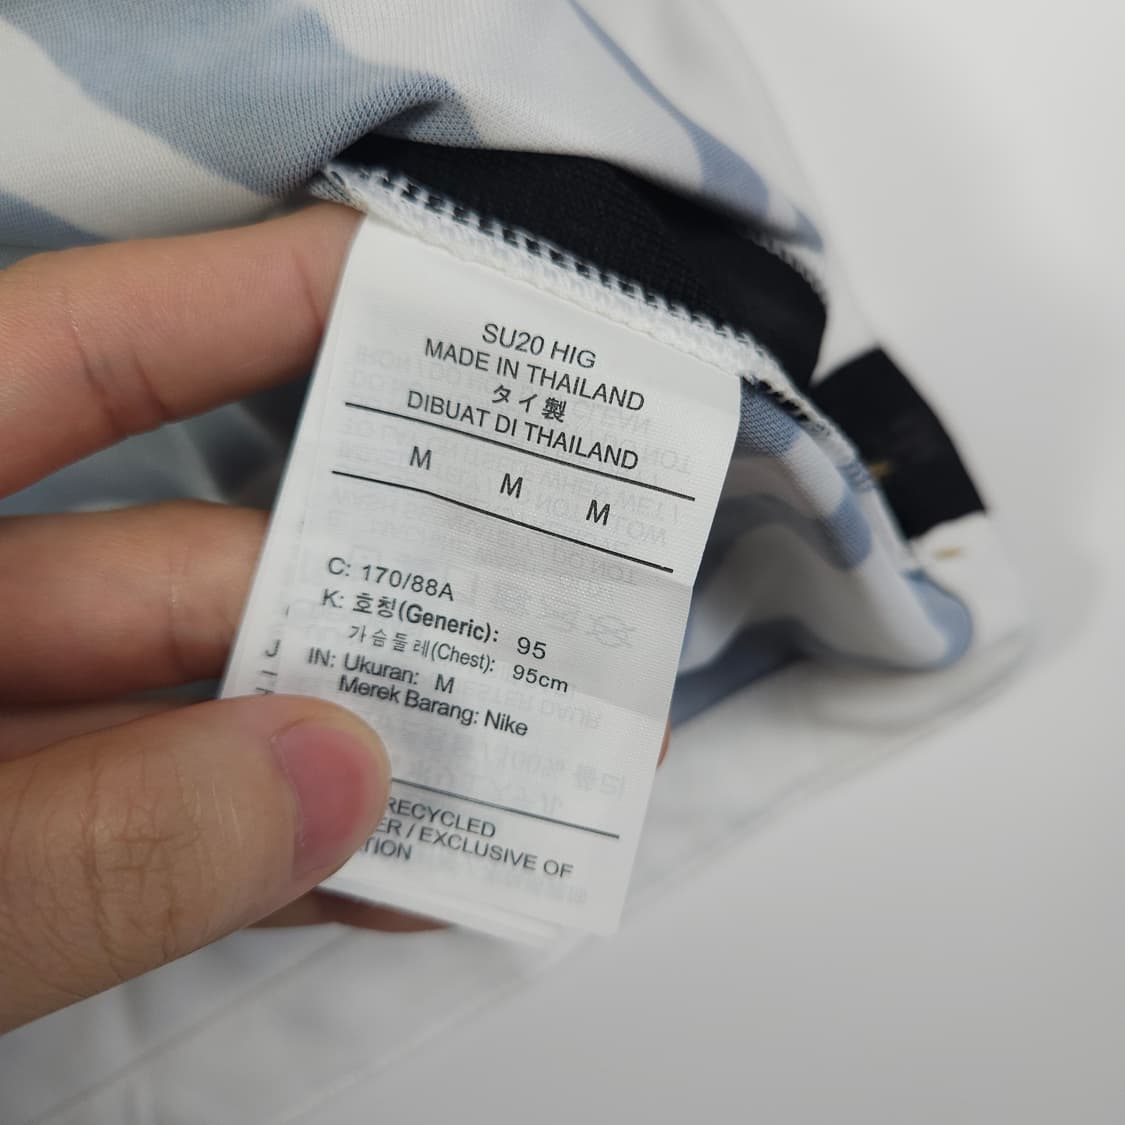 SU20 HIG
MADE IN THAILAND
タイ製
DIBUAT DI THAILAND
M M M
C: 170/88A
K: 호칭(Generic): 95
가슴둘레(Chest): 95cm
IN: Ukuran: M
Merek Barang: Nike
RECYCLED
ER / EXCLUSIVE OF
TION